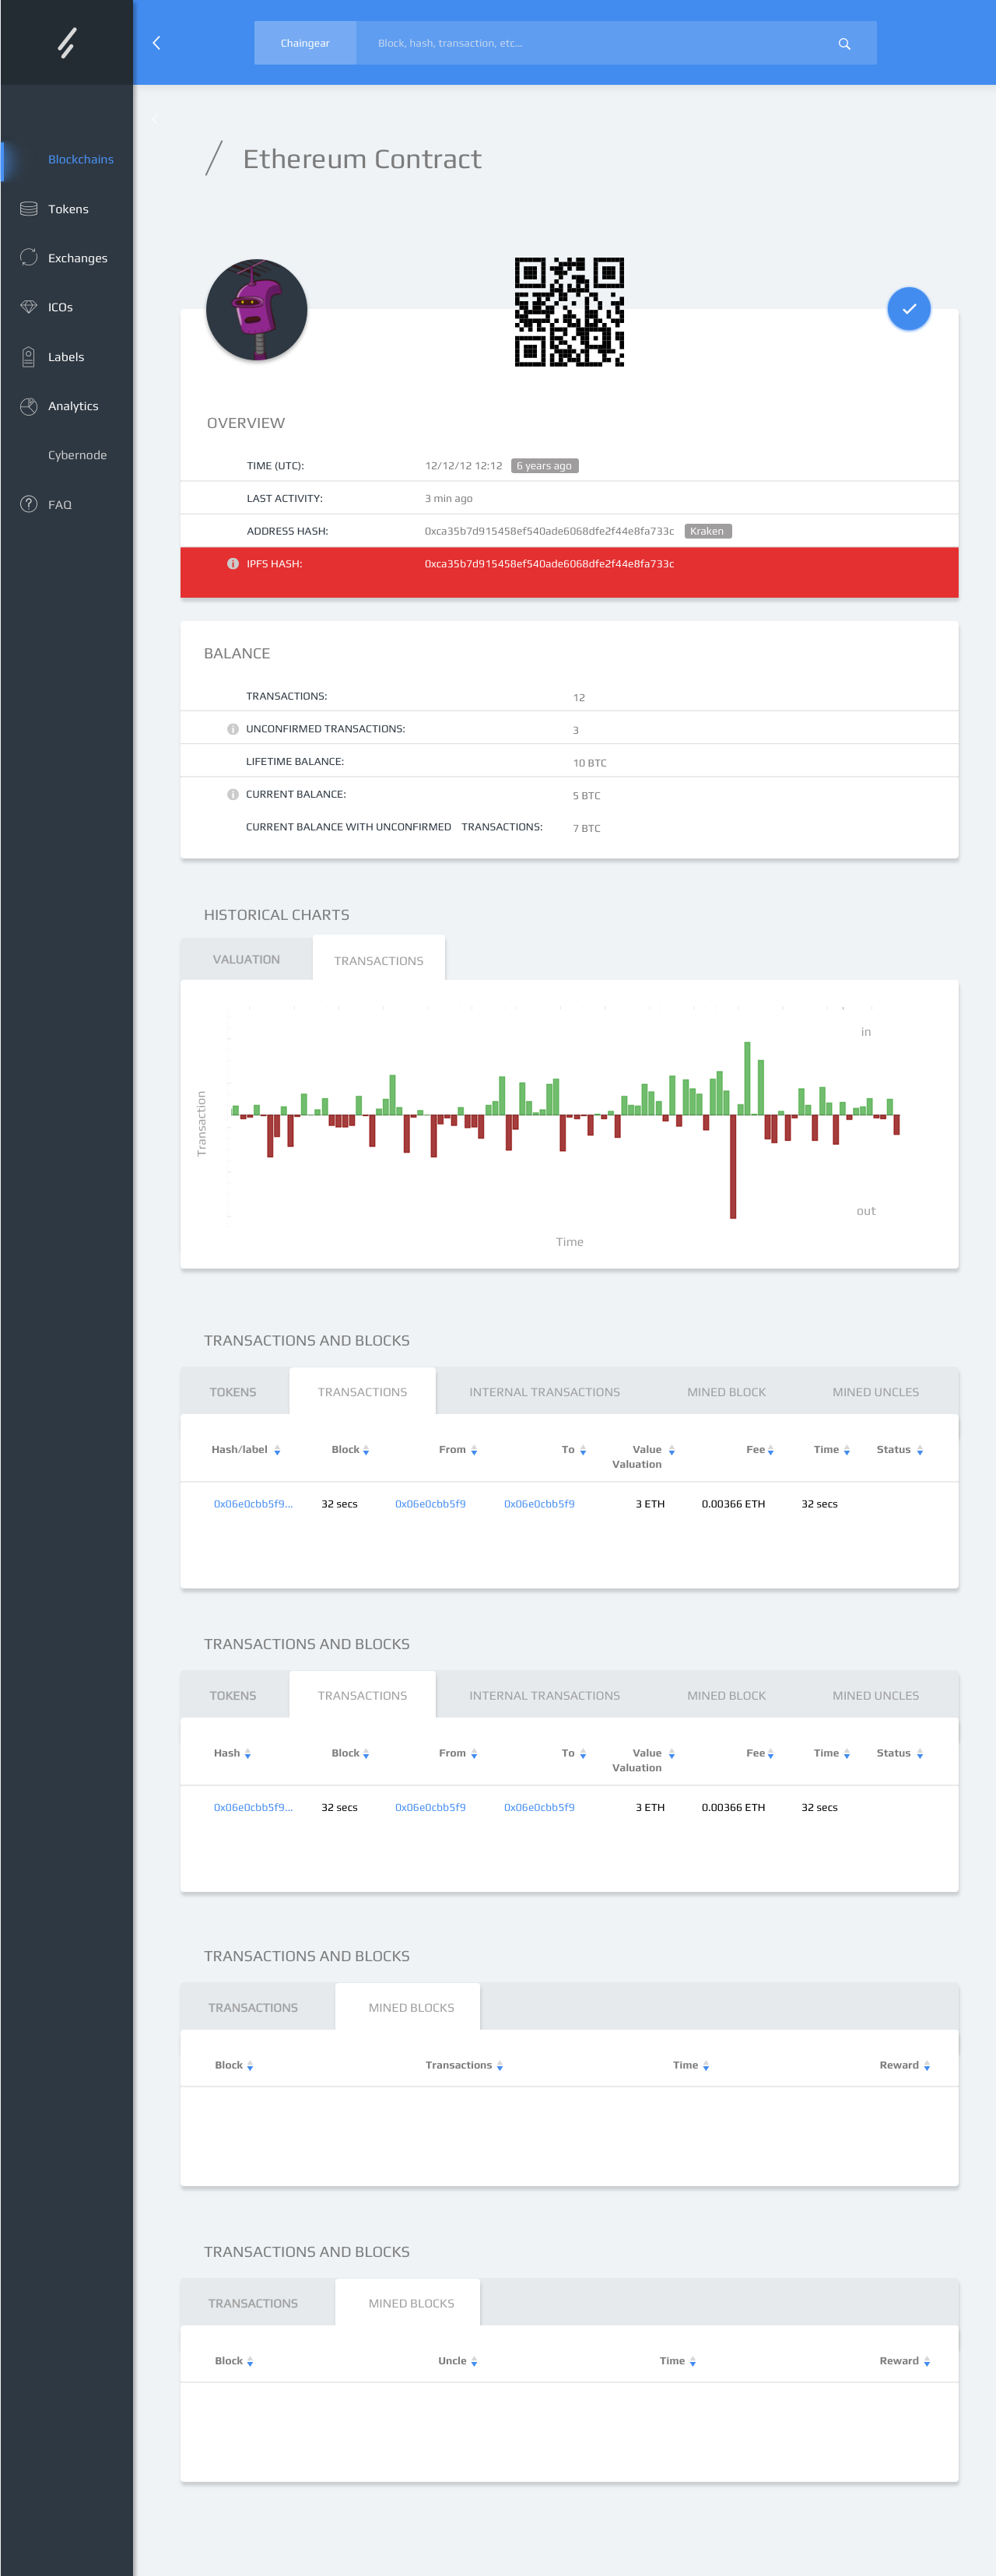 Chaingear
Block, hash, transaction, etc...
Blockchains
Tokens
Exchanges
ICOs
Labels
Analytics
Cybernode
FAQ
Ethereum Contract
OVERVIEW
TIME (UTC): 12/12/12 12:12 6 years ago
LAST ACTIVITY: 3 min ago
ADDRESS HASH: 0xca35b7d915458ef540ade6068dfe2f44e8fa733c Kraken
IPFS HASH: 0xca35b7d915458ef540ade6068dfe2f44e8fa733c
BALANCE
TRANSACTIONS: 12
UNCONFIRMED TRANSACTIONS: 3
LIFETIME BALANCE: 10 BTC
CURRENT BALANCE: 5 BTC
CURRENT BALANCE WITH UNCONFIRMED TRANSACTIONS: 7 BTC
HISTORICAL CHARTS
VALUATION TRANSACTIONS
in
Transaction
out
Time
TRANSACTIONS AND BLOCKS
TOKENS TRANSACTIONS INTERNAL TRANSACTIONS MINED BLOCK MINED UNCLES
Hash/label Block From To Value Fee Time Status
Valuation
0x06e0cbb5f9... 32 secs 0x06e0cbb5f9 0x06e0cbb5f9 3 ETH 0.00366 ETH 32 secs
TRANSACTIONS AND BLOCKS
TOKENS TRANSACTIONS INTERNAL TRANSACTIONS MINED BLOCK MINED UNCLES
Hash Block From To Value Fee Time Status
Valuation
0x06e0cbb5f9... 32 secs 0x06e0cbb5f9 0x06e0cbb5f9 3 ETH 0.00366 ETH 32 secs
TRANSACTIONS AND BLOCKS
TRANSACTIONS MINED BLOCKS
Block Transactions Time Reward
TRANSACTIONS AND BLOCKS
TRANSACTIONS MINED BLOCKS
Block Uncle Time Reward